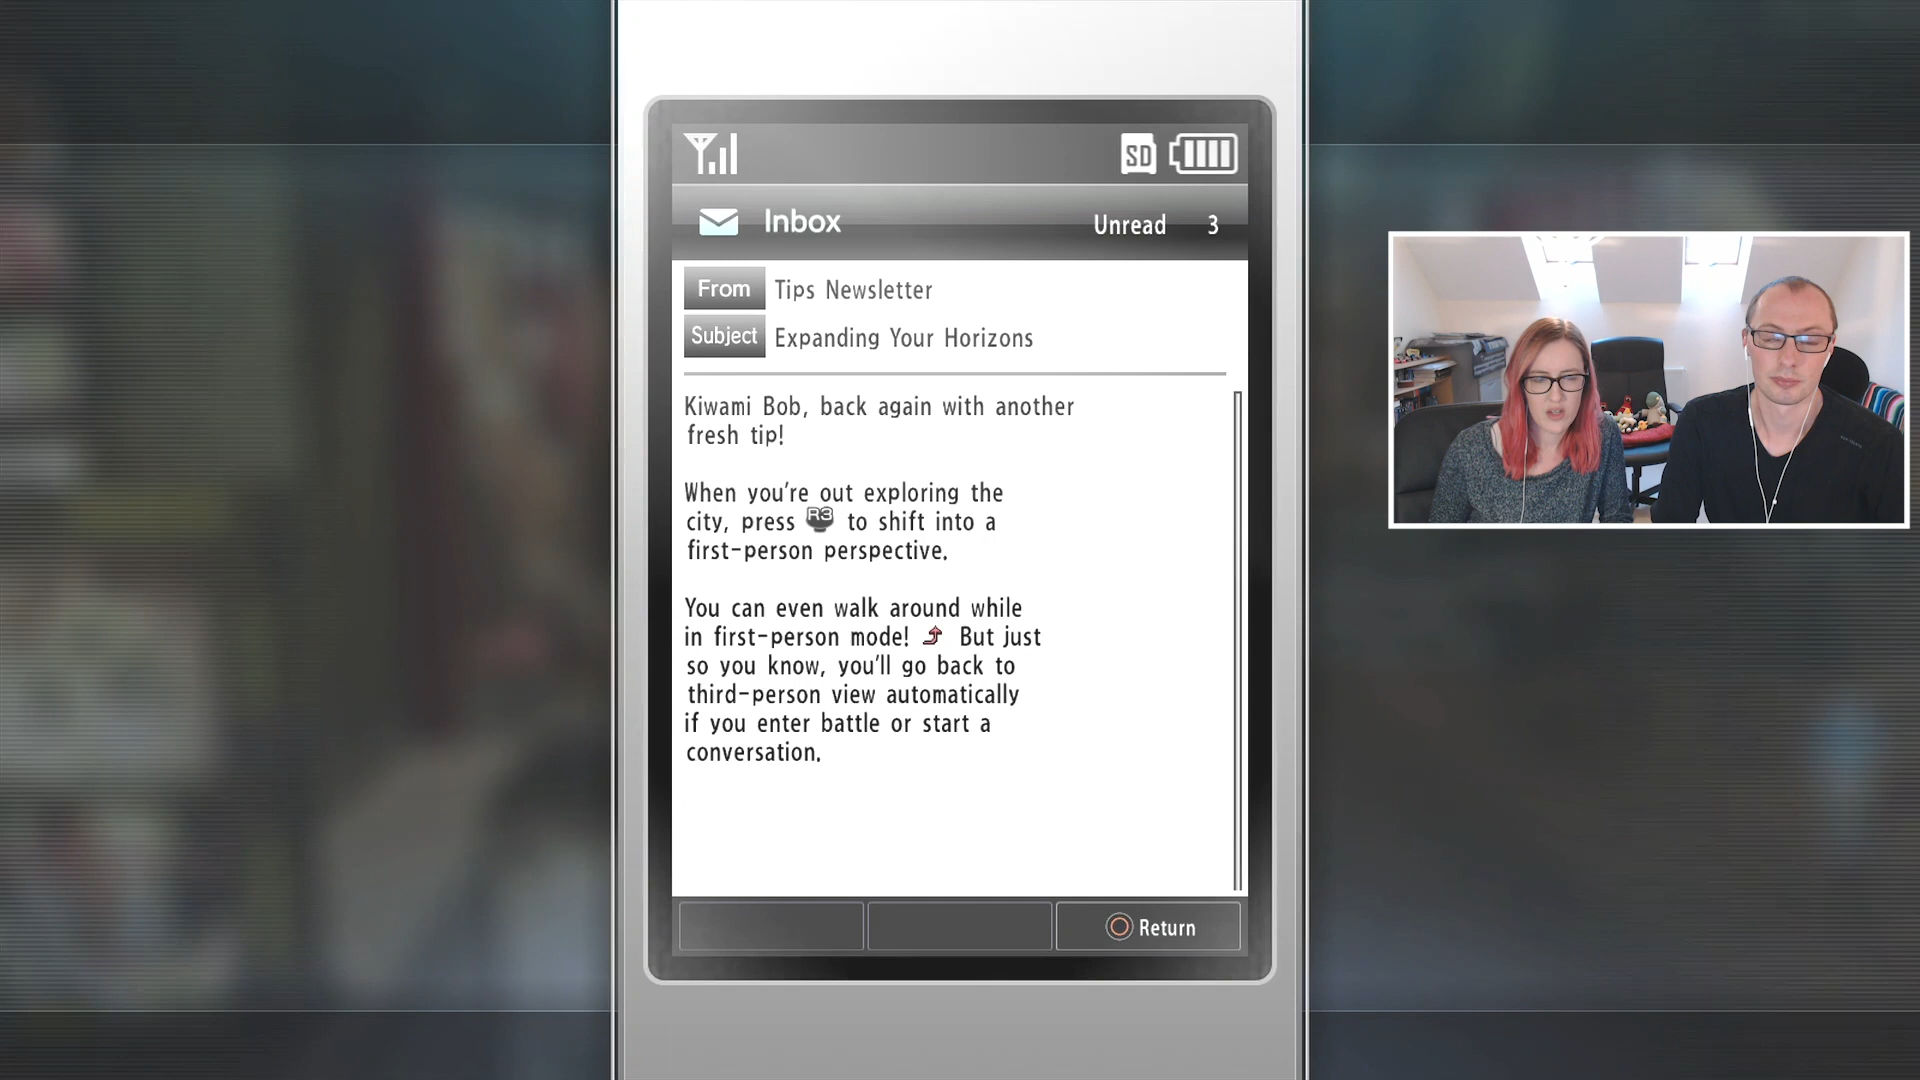 SD
Inbox Unread 3
From Tips Newsletter
Subject Expanding Your Horizons
Kiwami Bob, back again with another
fresh tip!
When you're out exploring the
city, press R3 to shift into a
first-person perspective.
You can even walk around while
in first-person mode! But just
so you know, you'll go back to
third-person view automatically
if you enter battle or start a
conversation.
Return